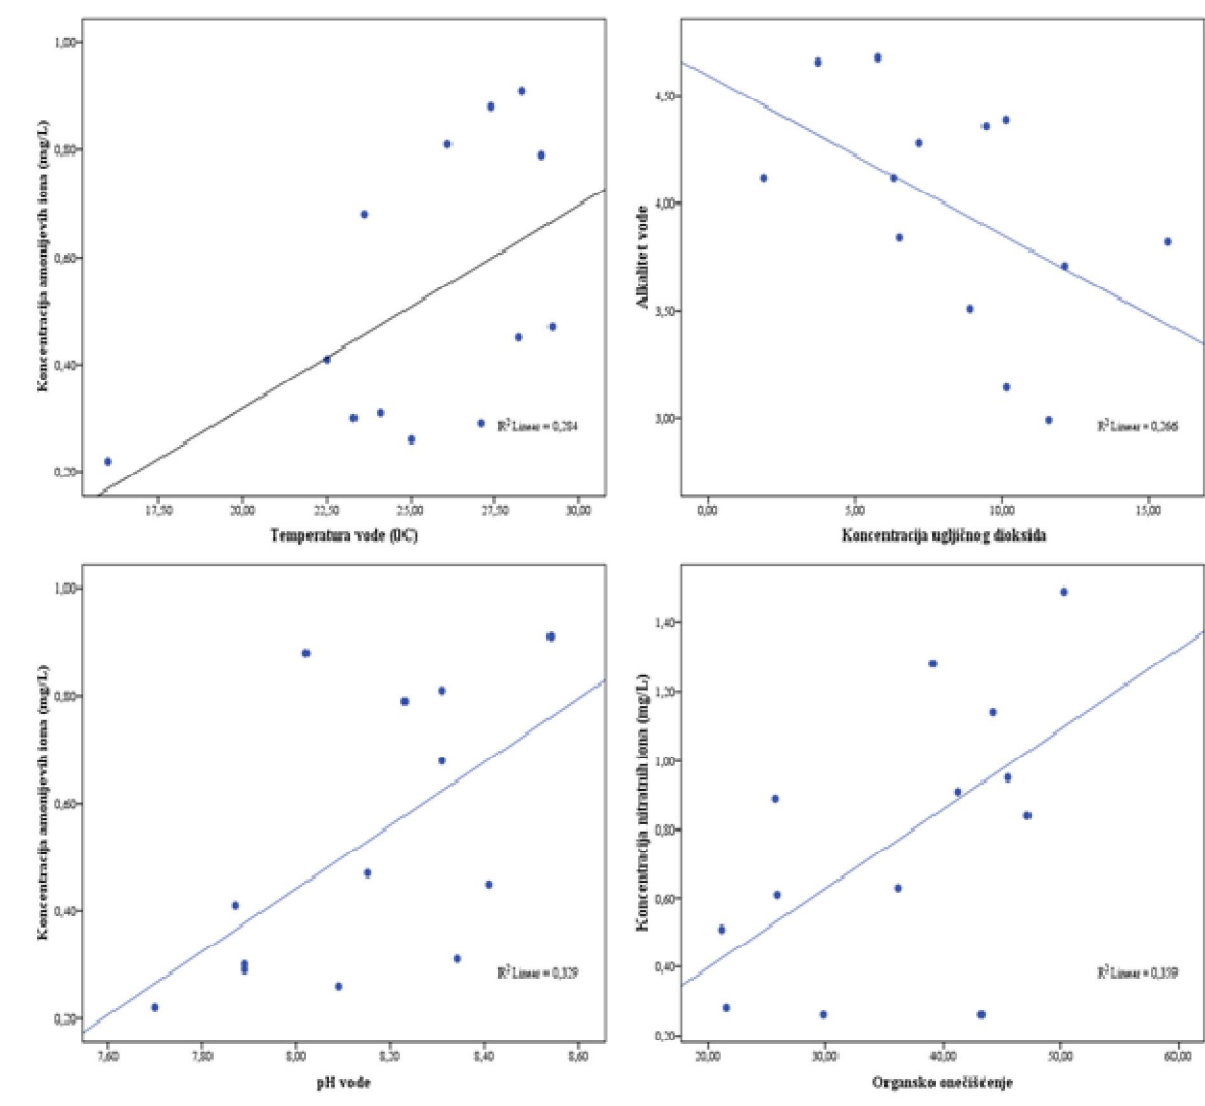 Koncentracija amonijevih iona (mg/L)
1,00
0,80
0,60
0,40
0,20
R² Linear = 0,284
17,50 20,00 22,50 25,00 27,50 30,00
Temperatura vode (0C)
Alkalitet vode
4,50
4,00
3,50
3,00
R² Linear = 0,266
0,00 5,00 10,00 15,00
Koncentracija ugljičnog dioksida
Koncentracija amonijevih iona (mg/L)
1,00
0,80
0,60
0,40
0,20
R² Linear = 0,329
7,60 7,80 8,00 8,20 8,40 8,60
pH vode
Koncentracija nitratnih iona (mg/L)
1,40
1,20
1,00
0,80
0,60
0,40
0,20
R² Linear = 0,359
20,00 30,00 40,00 50,00 60,00
Organsko onečišćenje